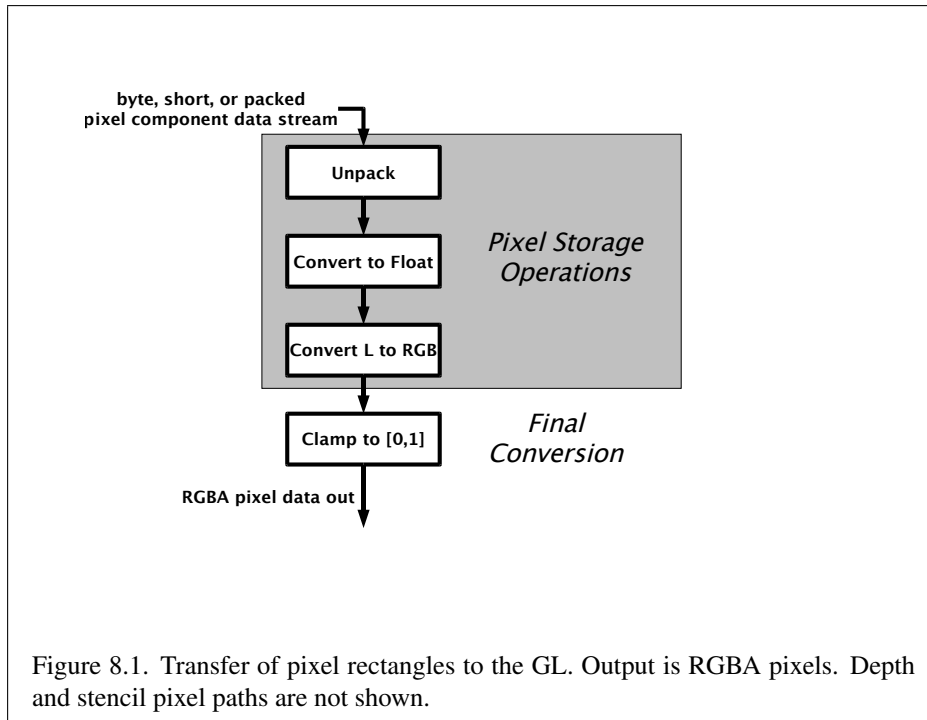 byte, short, or packed
pixel component data stream
Unpack
Convert to Float
Pixel Storage
Operations
Convert L to RGB
Clamp to [0,1]
Final
Conversion
RGBA pixel data out
Figure 8.1. Transfer of pixel rectangles to the GL. Output is RGBA pixels. Depth
and stencil pixel paths are not shown.